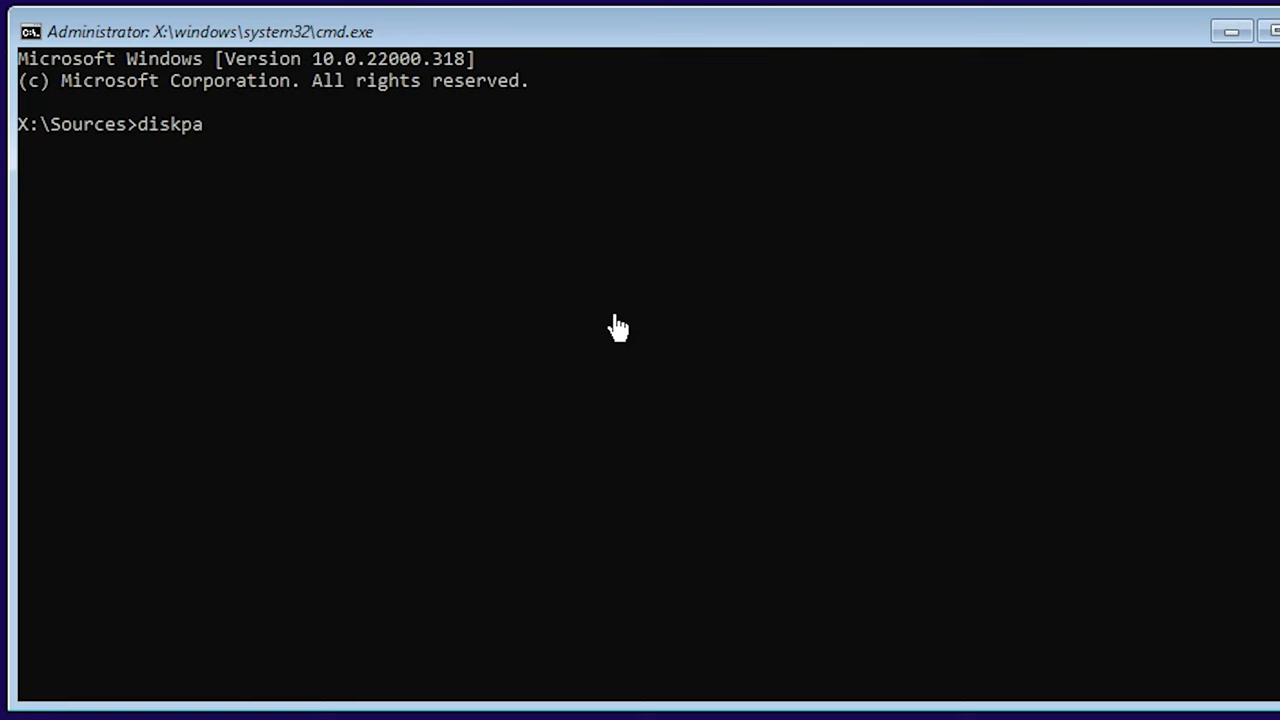 Administrator: X:\windows\system32\cmd.exe
Microsoft Windows [Version 10.0.22000.318]
(c) Microsoft Corporation. All rights reserved.
X:\Sources>diskpa